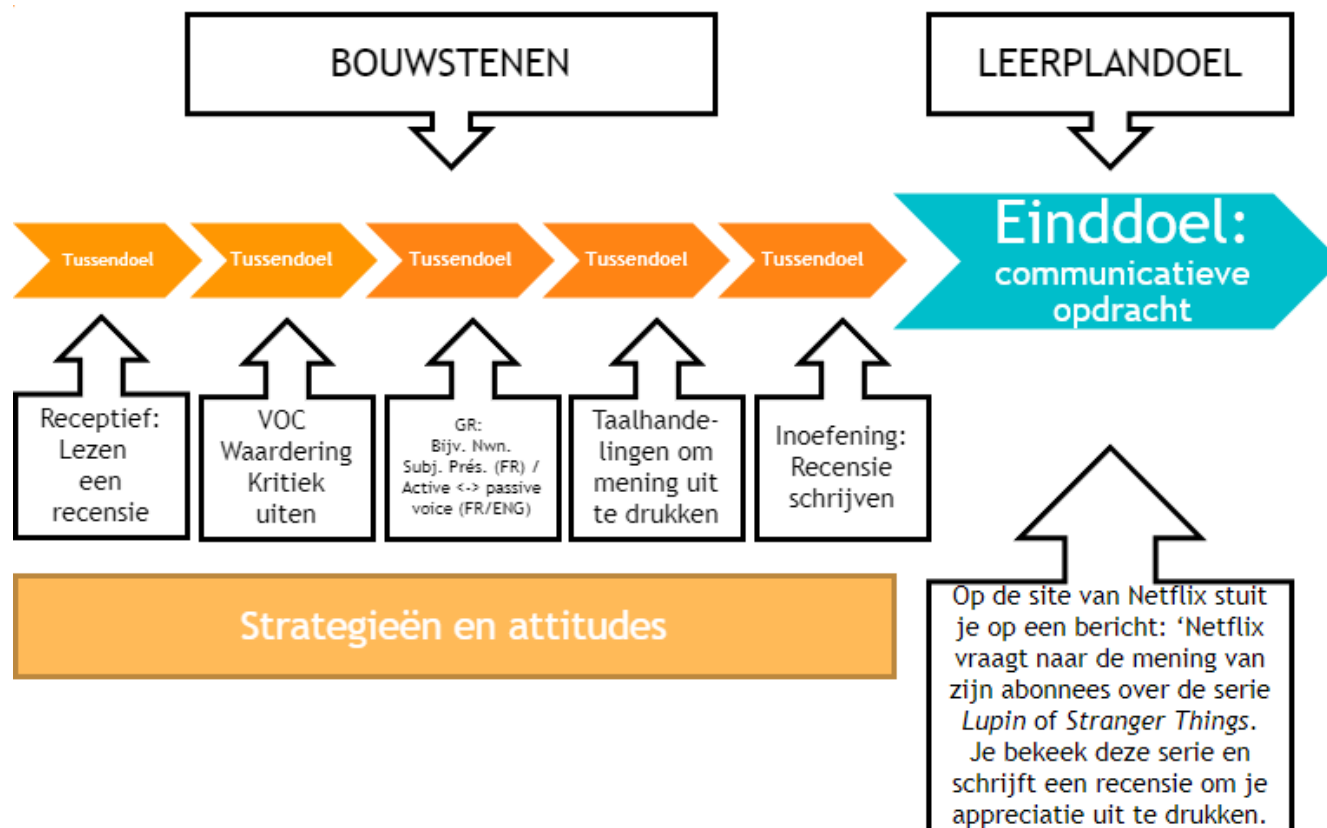 BOUWSTENEN
LEERPLANDOEL
Tussendoel
Tussendoel
Tussendoel
Tussendoel
Tussendoel
Einddoel:
communicatieve
opdracht
Receptief:
Lezen
een
recensie
VOC
Waardering
Kritiek
uiten
GR:
Bijv. Nwn.
Subj. Prés. (FR) /
Active <-> passive
voice (FR/ENG)
Taalhande-
lingen om
mening uit
te drukken
Inoefening:
Recensie
schrijven
Strategieën en attitudes
Op de site van Netflix stuit
je op een bericht: ‘Netflix
vraagt naar de mening van
zijn abonnees over de serie
Lupin of Stranger Things.
Je bekeek deze serie en
schrijft een recensie om je
appreciatie uit te drukken.